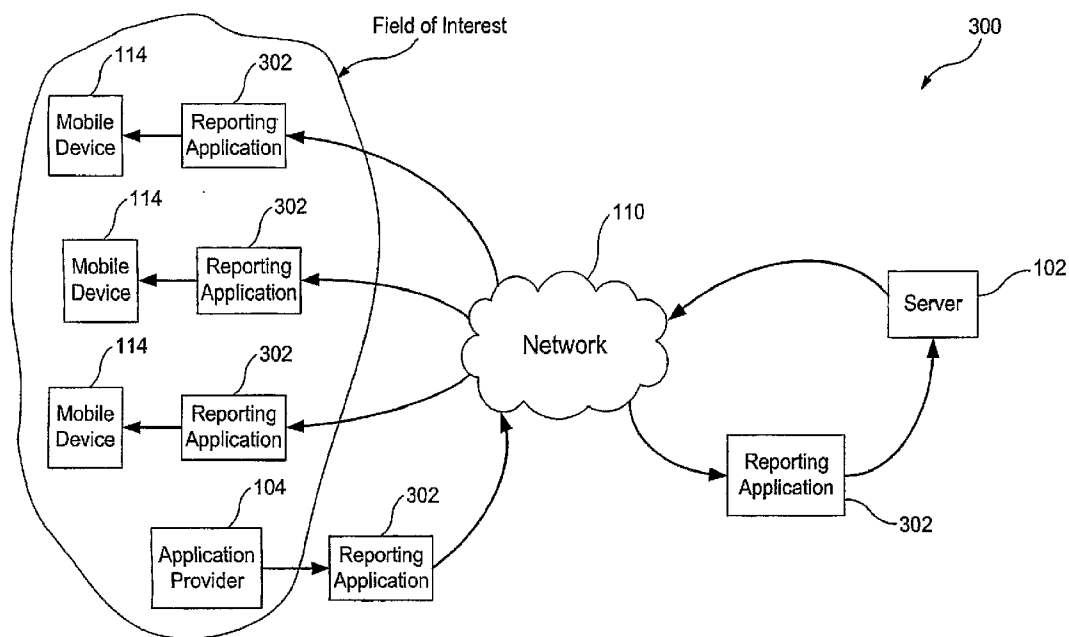 Field of Interest
300
114
302
Mobile
Device
Reporting
Application
114
302
Mobile
Device
Reporting
Application
110
Network
102
Server
114
302
Mobile
Device
Reporting
Application
Reporting
Application
302
104
302
Application
Provider
Reporting
Application